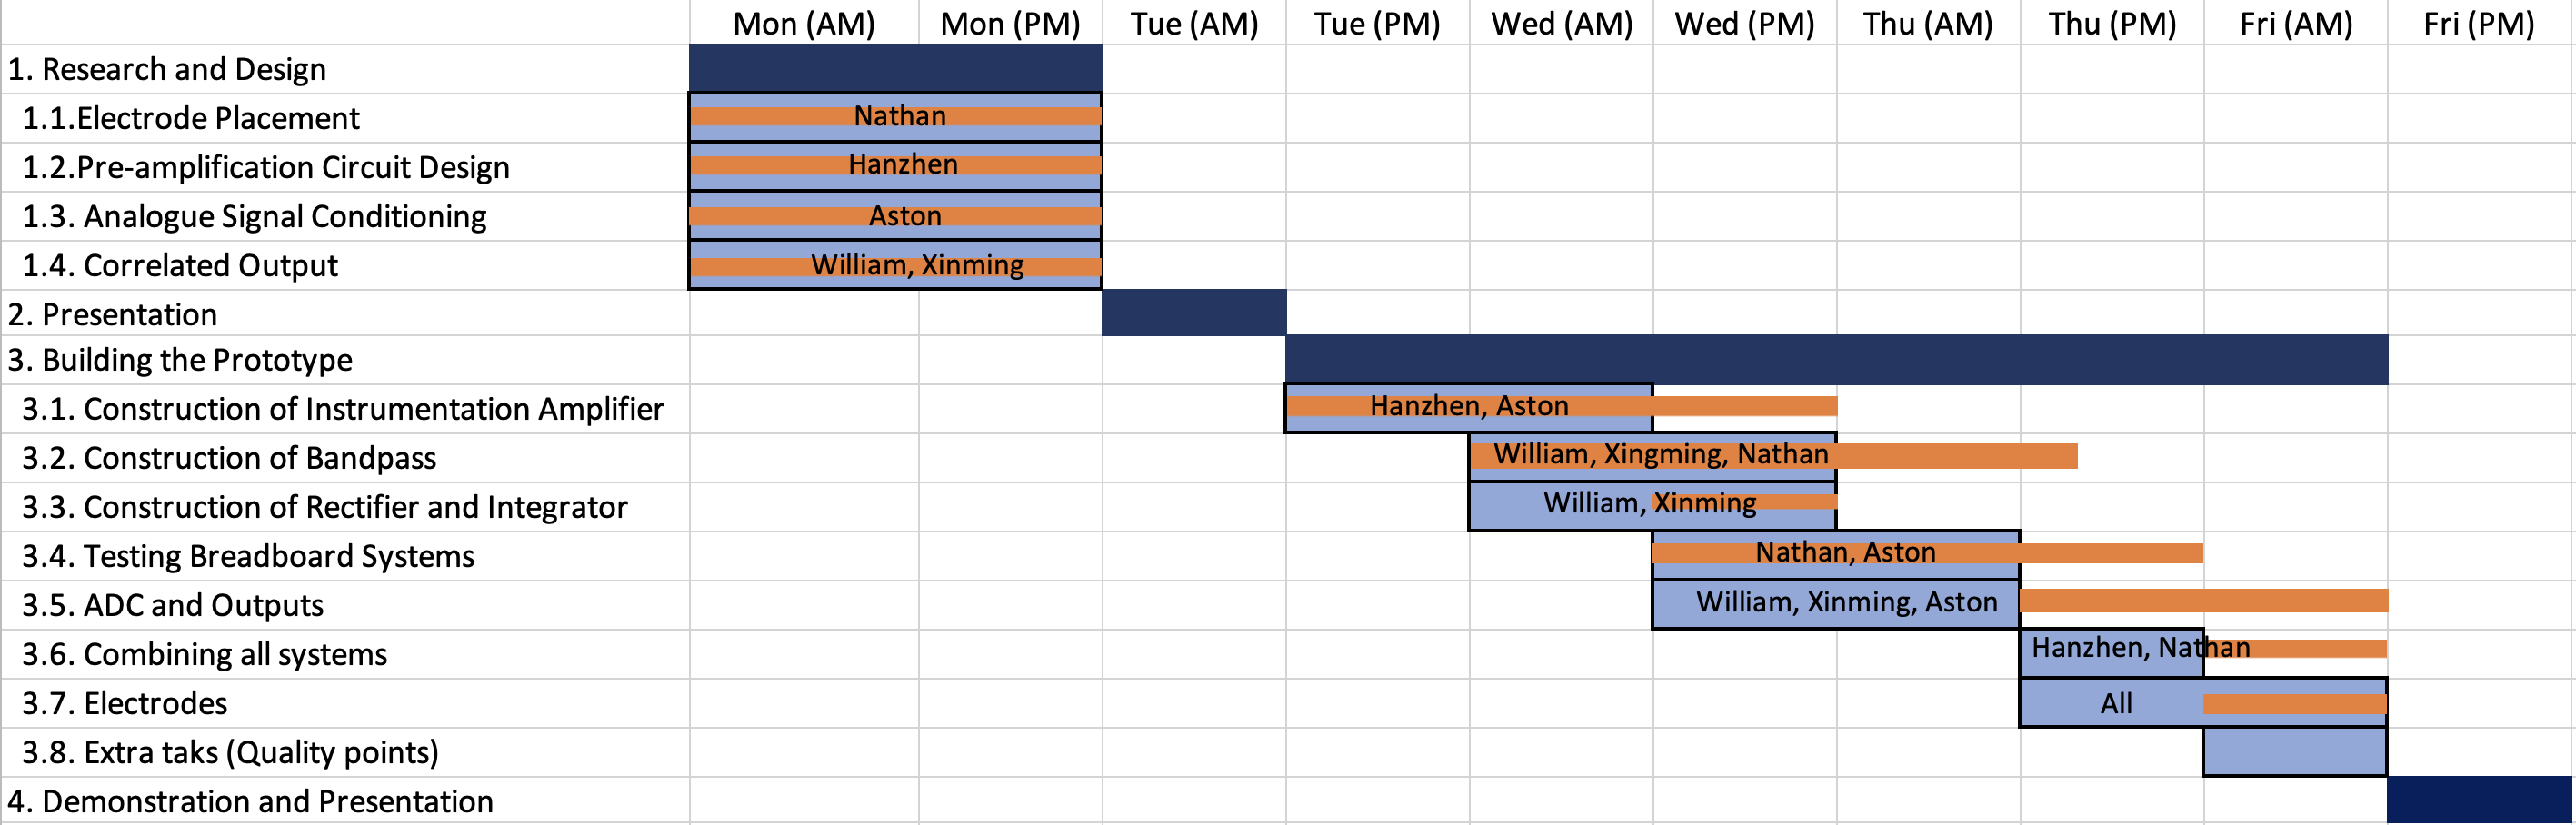 Mon (AM) Mon (PM) Tue (AM) Tue (PM) Wed (AM) Wed (PM) Thu (AM) Thu (PM) Fri (AM) Fri (PM)
1. Research and Design
1.1.Electrode Placement Nathan
1.2.Pre-amplification Circuit Design Hanzhen
1.3. Analogue Signal Conditioning Aston
1.4. Correlated Output William, Xinming
2. Presentation
3. Building the Prototype
3.1. Construction of Instrumentation Amplifier Hanzhen, Aston
3.2. Construction of Bandpass William, Xingming, Nathan
3.3. Construction of Rectifier and Integrator William, Xinming
3.4. Testing Breadboard Systems Nathan, Aston
3.5. ADC and Outputs William, Xinming, Aston
3.6. Combining all systems Hanzhen, Nathan
3.7. Electrodes All
3.8. Extra taks (Quality points)
4. Demonstration and Presentation